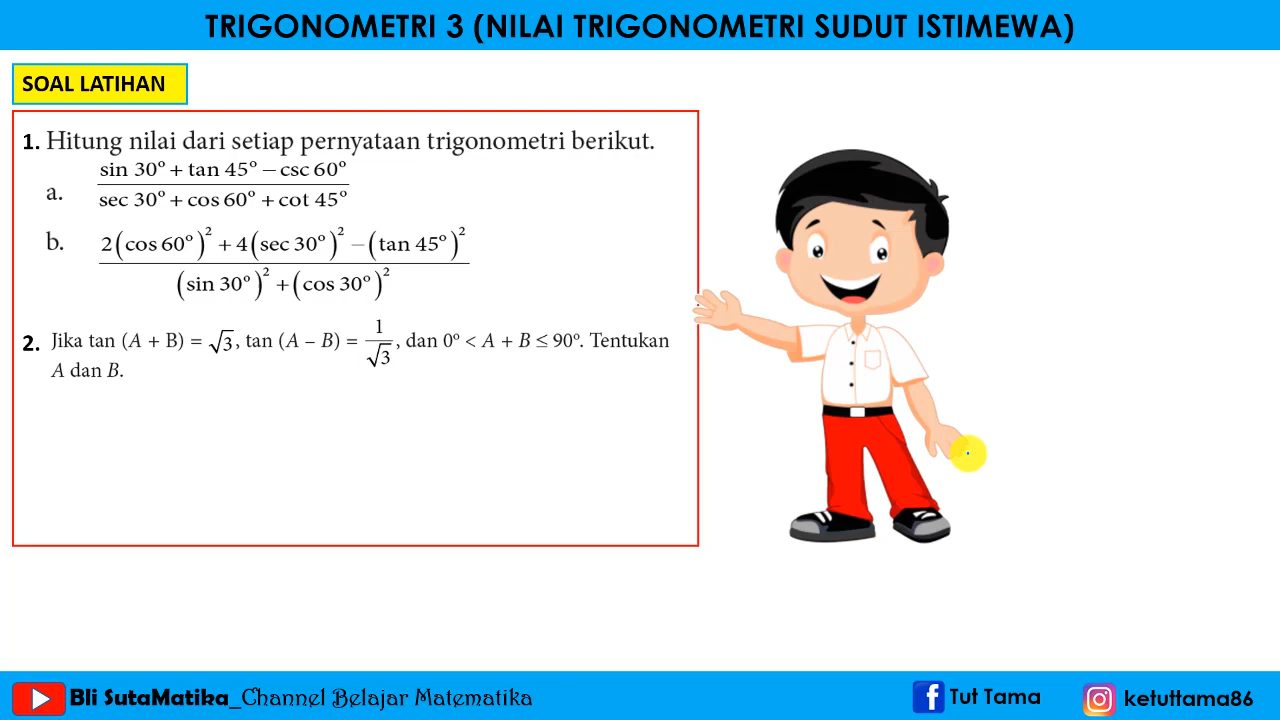 TRIGONOMETRI 3 (NILAI TRIGONOMETRI SUDUT ISTIMEWA)
SOAL LATIHAN
1. Hitung nilai dari setiap pernyataan trigonometri berikut.
a. (sin 30° + tan 45° − csc 60°) / (sec 30° + cos 60° + cot 45°)
b. (2(cos 60°)² + 4(sec 30°)² − (tan 45°)²) / ((sin 30°)² + (cos 30°)²)
2. Jika tan (A + B) = √3, tan (A – B) = 1/√3, dan 0° < A + B ≤ 90°. Tentukan
A dan B.
Bli SutaMatika_Channel Belajar Matematika
Tut Tama
ketuttama86